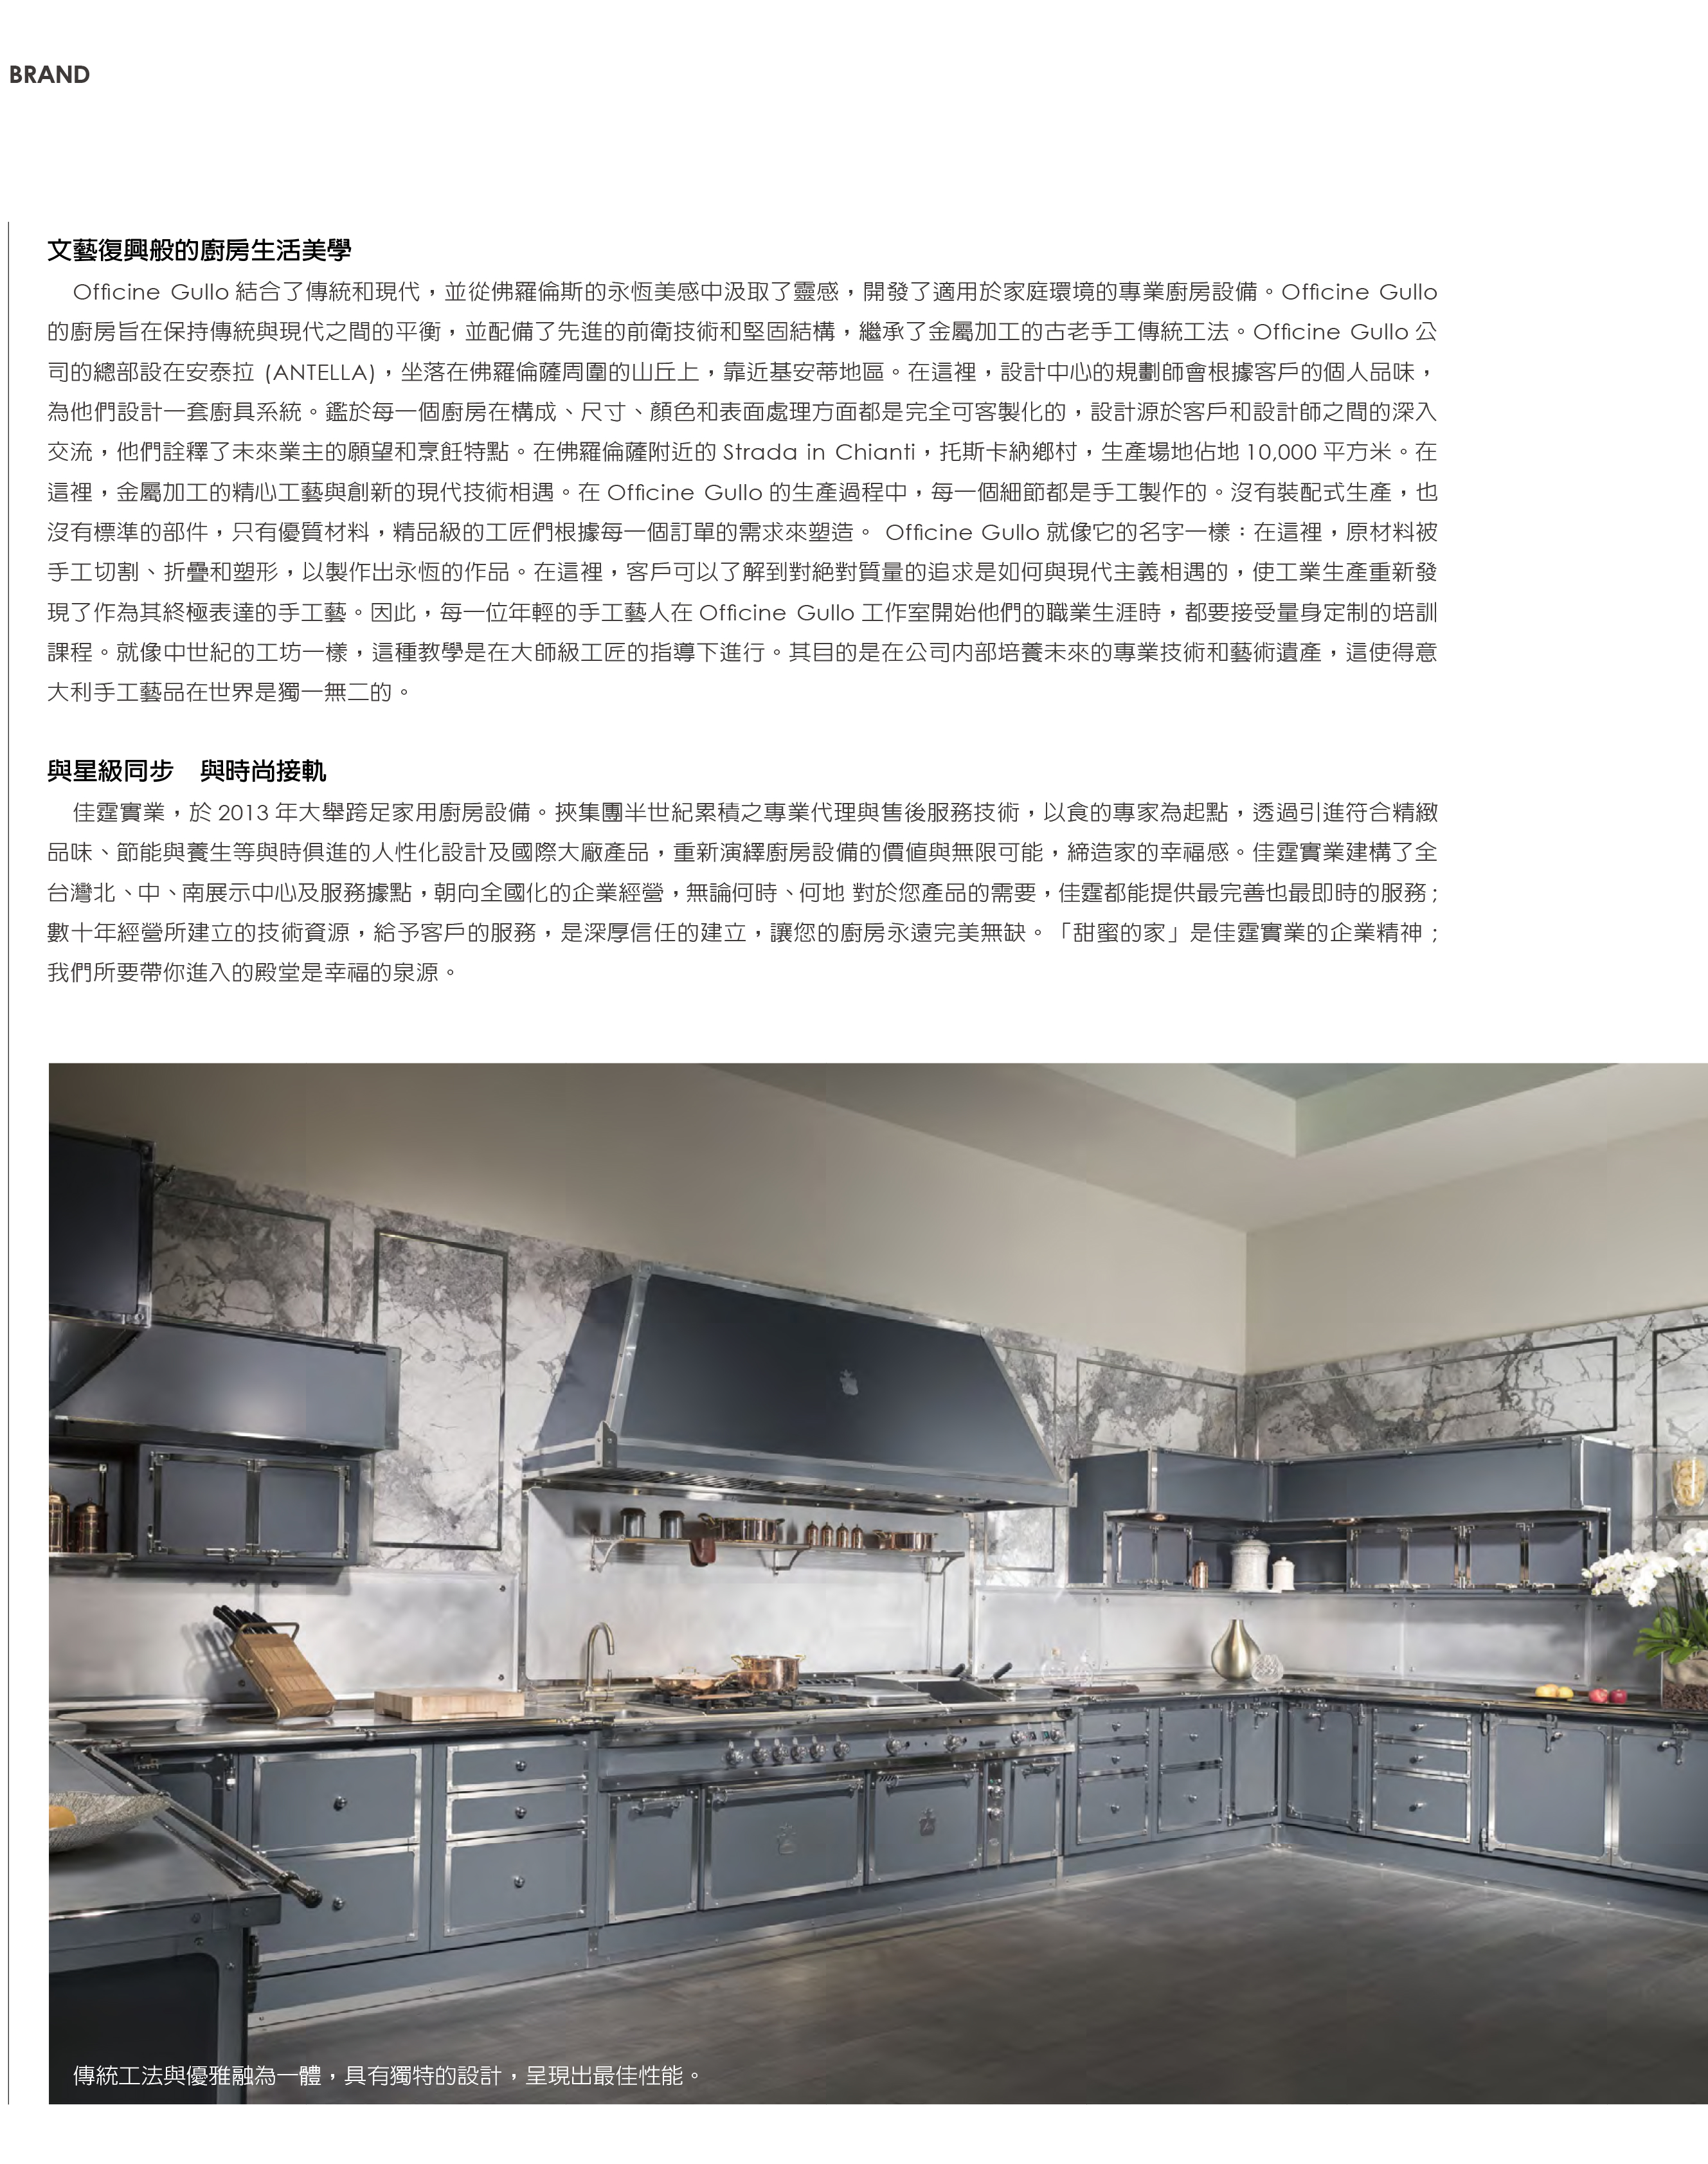 BRAND
文藝復興般的廚房生活美學
Officine Gullo 結合了傳統和現代，並從佛羅倫斯的永恆美感中汲取了靈感，開發了適用於家庭環境的專業廚房設備。Officine Gullo
的廚房旨在保持傳統與現代之間的平衡，並配備了先進的前衛技術和堅固結構，繼承了金屬加工的古老手工傳統工法。Officine Gullo 公
司的總部設在安泰拉 (ANTELLA)，坐落在佛羅倫薩周圍的山丘上，靠近基安蒂地區。在這裡，設計中心的規劃師會根據客戶的個人品味，
為他們設計一套廚具系統。鑑於每一個廚房在構成、尺寸、顏色和表面處理方面都是完全可客製化的，設計源於客戶和設計師之間的深入
交流，他們詮釋了未來業主的願望和烹飪特點。在佛羅倫薩附近的 Strada in Chianti，托斯卡納鄉村，生產場地佔地 10,000 平方米。在
這裡，金屬加工的精心工藝與創新的現代技術相遇。在 Officine Gullo 的生產過程中，每一個細節都是手工製作的。沒有裝配式生產，也
沒有標準的部件，只有優質材料，精品級的工匠們根據每一個訂單的需求來塑造。 Officine Gullo 就像它的名字一樣：在這裡，原材料被
手工切割、折疊和塑形，以製作出永恆的作品。在這裡，客戶可以了解到對絕對質量的追求是如何與現代主義相遇的，使工業生產重新發
現了作為其終極表達的手工藝。因此，每一位年輕的手工藝人在 Officine Gullo 工作室開始他們的職業生涯時，都要接受量身定制的培訓
課程。就像中世紀的工坊一樣，這種教學是在大師級工匠的指導下進行。其目的是在公司內部培養未來的專業技術和藝術遺產，這使得意
大利手工藝品在世界是獨一無二的。
與星級同步　與時尚接軌
佳霆實業，於 2013 年大舉跨足家用廚房設備。挾集團半世紀累積之專業代理與售後服務技術，以食的專家為起點，透過引進符合精緻
品味、節能與養生等與時俱進的人性化設計及國際大廠產品，重新演繹廚房設備的價值與無限可能，締造家的幸福感。佳霆實業建構了全
台灣北、中、南展示中心及服務據點，朝向全國化的企業經營，無論何時、何地 對於您產品的需要，佳霆都能提供最完善也最即時的服務；
數十年經營所建立的技術資源，給予客戶的服務，是深厚信任的建立，讓您的廚房永遠完美無缺。「甜蜜的家」是佳霆實業的企業精神；
我們所要帶你進入的殿堂是幸福的泉源。
傳統工法與優雅融為一體，具有獨特的設計，呈現出最佳性能。